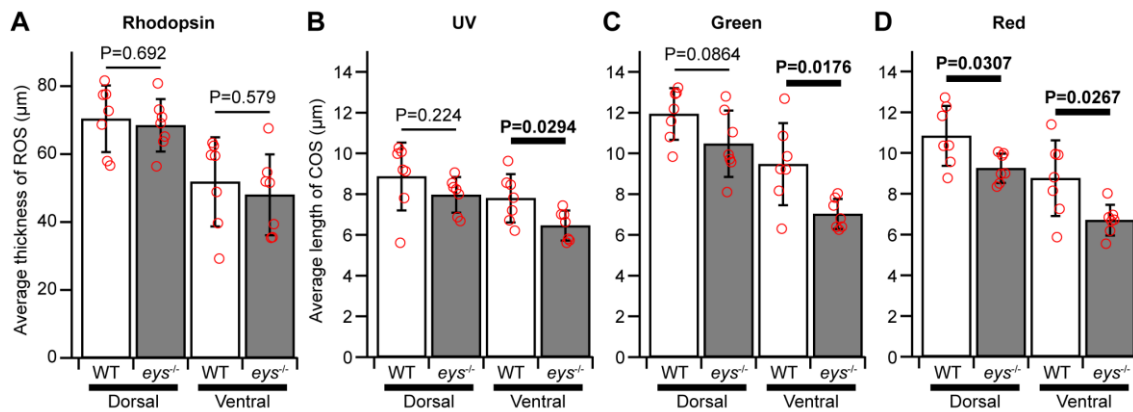 A Rhodopsin
Average thickness of ROS (µm)
80
60
40
20
0
P=0.692
P=0.579
WT eys-/- WT eys-/-
Dorsal Ventral
B UV
Average length of COS (µm)
14
12
10
8
6
4
2
0
P=0.224
P=0.0294
WT eys-/- WT eys-/-
Dorsal Ventral
C Green
14
12
10
8
6
4
2
0
P=0.0864
P=0.0176
WT eys-/- WT eys-/-
Dorsal Ventral
D Red
14
12
10
8
6
4
2
0
P=0.0307
P=0.0267
WT eys-/- WT eys-/-
Dorsal Ventral